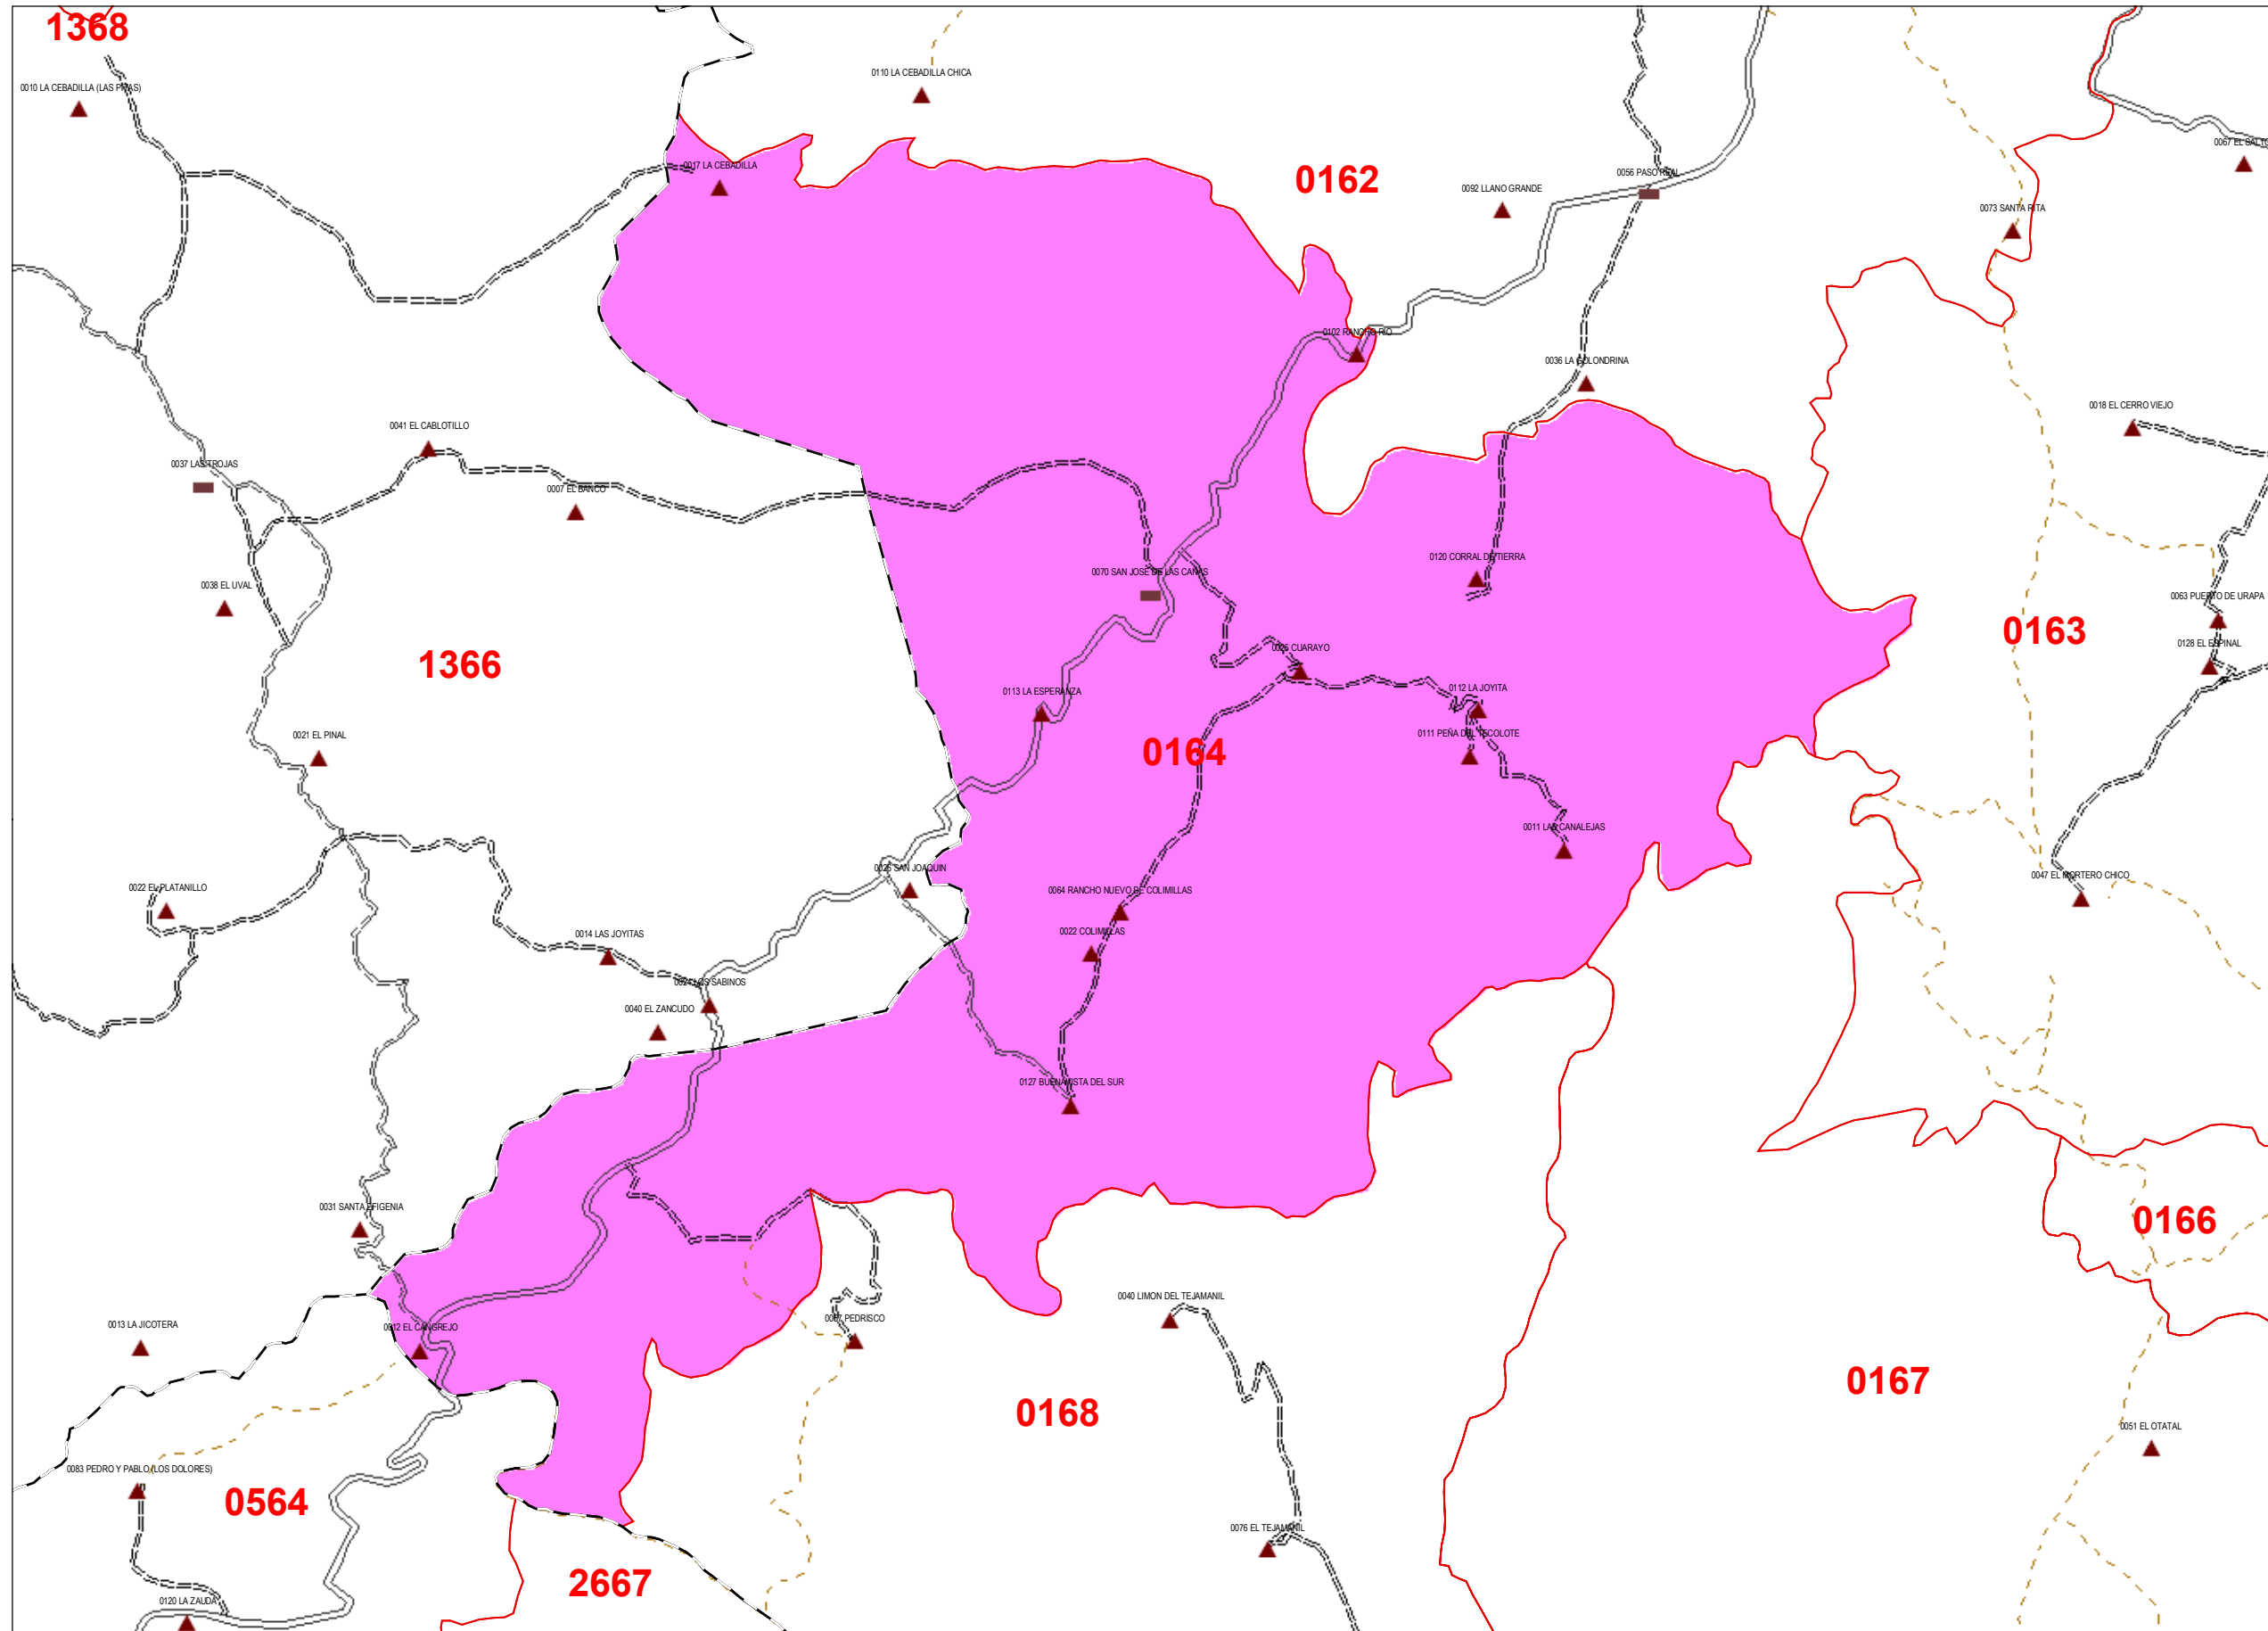 1368
0010 LA CEBADILLA (LAS PITAS)
0110 LA CEBADILLA CHICA
0017 LA CEBADILLA
0162
0092 LLANO GRANDE
0056 PASO REAL
0067 EL SALTO
0073 SANTA RITA
0102 RANCHO RIO
0036 LA GOLONDRINA
0018 EL CERRO VIEJO
0041 EL CABLOTILLO
0037 LAS TROJAS
0007 EL BANCO
0120 CORRAL DE TIERRA
0070 SAN JOSE DE LAS CAÑAS
0038 EL UVAL
0063 PUERTO DE URAPA
0163
0128 EL ESPINAL
1366
0026 CUARAYO
0113 LA ESPERANZA
0112 LA JOYITA
0021 EL PINAL
0111 PEÑA DEL TECOLOTE
0164
0011 LAS CANALEJAS
0026 SAN JOAQUIN
0047 EL MORTERO CHICO
0022 EL PLATANILLO
0064 RANCHO NUEVO DE COLIMILLAS
0014 LAS JOYITAS
0022 COLIMILLAS
0024 LOS SABINOS
0040 EL ZANCUDO
0127 BUENAVISTA DEL SUR
0031 SANTA EFIGENIA
0166
0040 LIMON DEL TEJAMANIL
0013 LA JICOTERA
0012 EL CANGREJO
0057 PEDRISCO
0167
0168
0051 EL OTATAL
0083 PEDRO Y PABLO (LOS DOLORES)
0564
0076 EL TEJAMANIL
2667
0120 LA ZAUDA